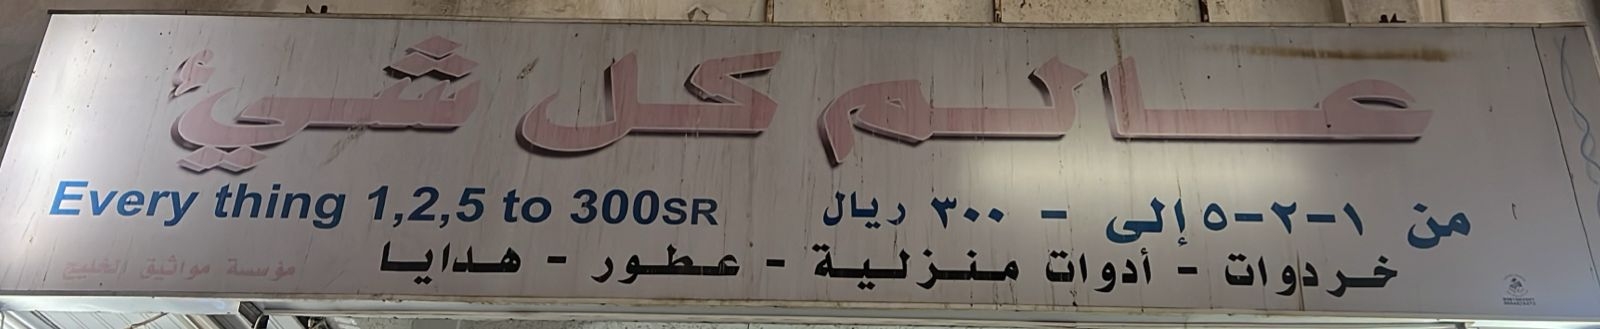 عالم كل شيئ
من ١-٢-٥ إلى - ٣٠٠ ريال
Every thing 1,2,5 to 300SR
خردوات - أدوات منزلية - عطور - هدايا
مؤسسة مواثيق الخليج